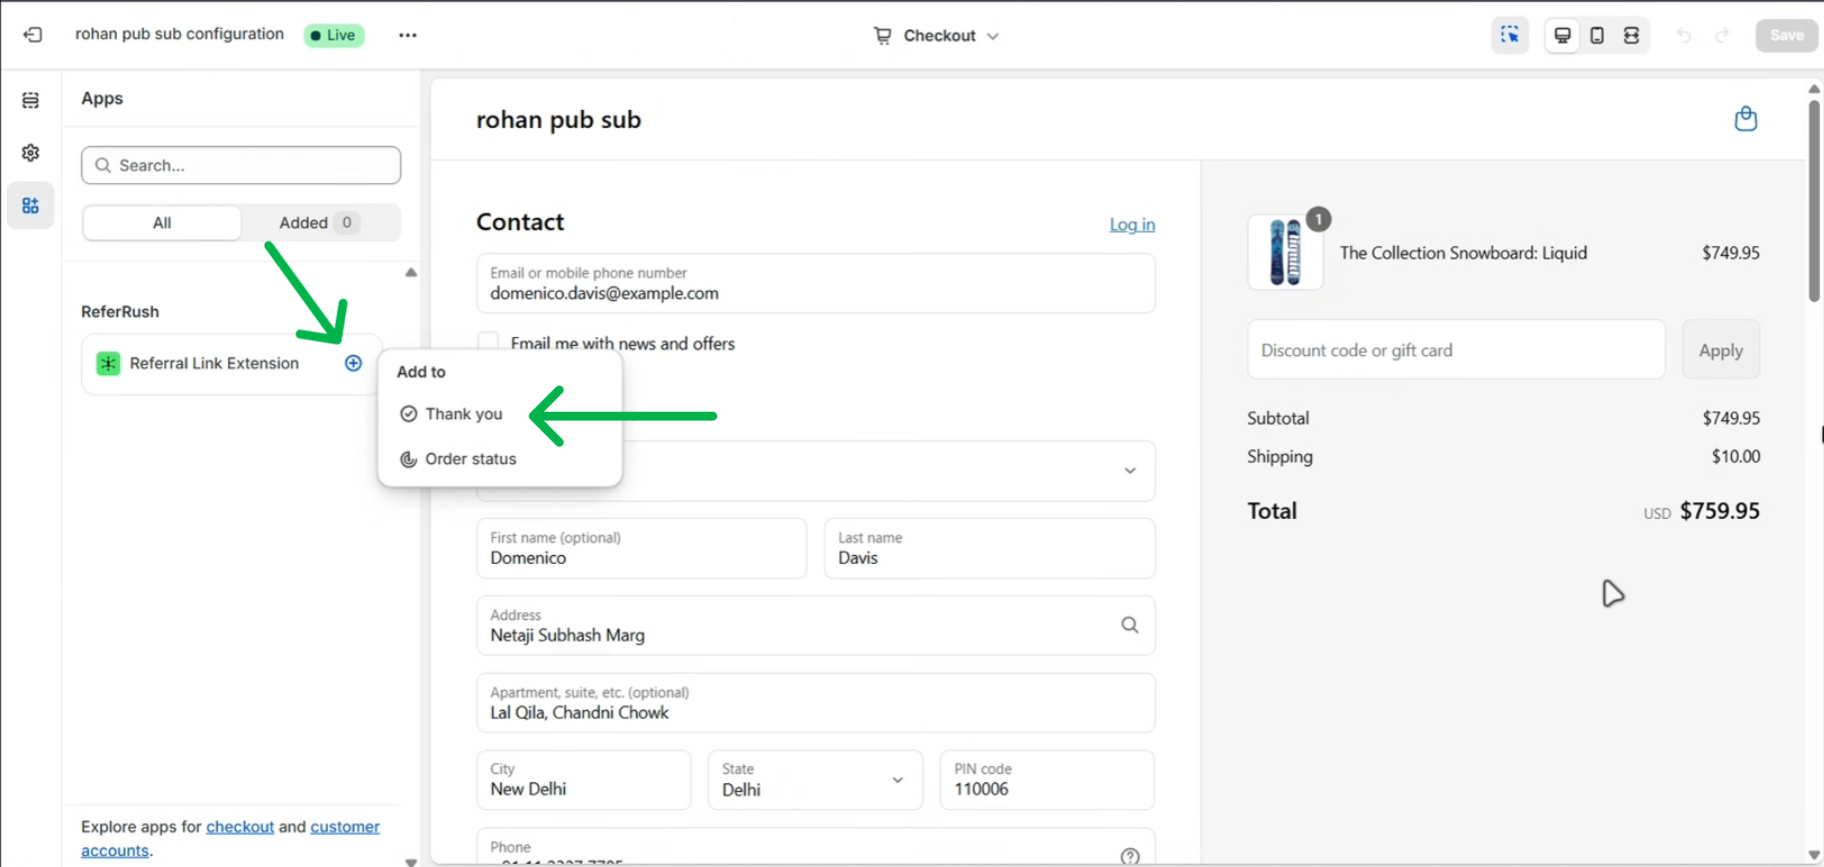 rohan pub sub configuration
Live
Checkout
Save
Apps
Search...
All
Added 0
ReferRush
Referral Link Extension
Add to
Thank you
Order status
Explore apps for checkout and customer
accounts.
rohan pub sub
Contact
Log in
Email or mobile phone number
domenico.davis@example.com
Email me with news and offers
First name (optional)
Domenico
Last name
Davis
Address
Netaji Subhash Marg
Apartment, suite, etc. (optional)
Lal Qila, Chandni Chowk
City
New Delhi
State
Delhi
PIN code
110006
Phone
1
The Collection Snowboard: Liquid
$749.95
Discount code or gift card
Apply
Subtotal
$749.95
Shipping
$10.00
Total
USD $759.95